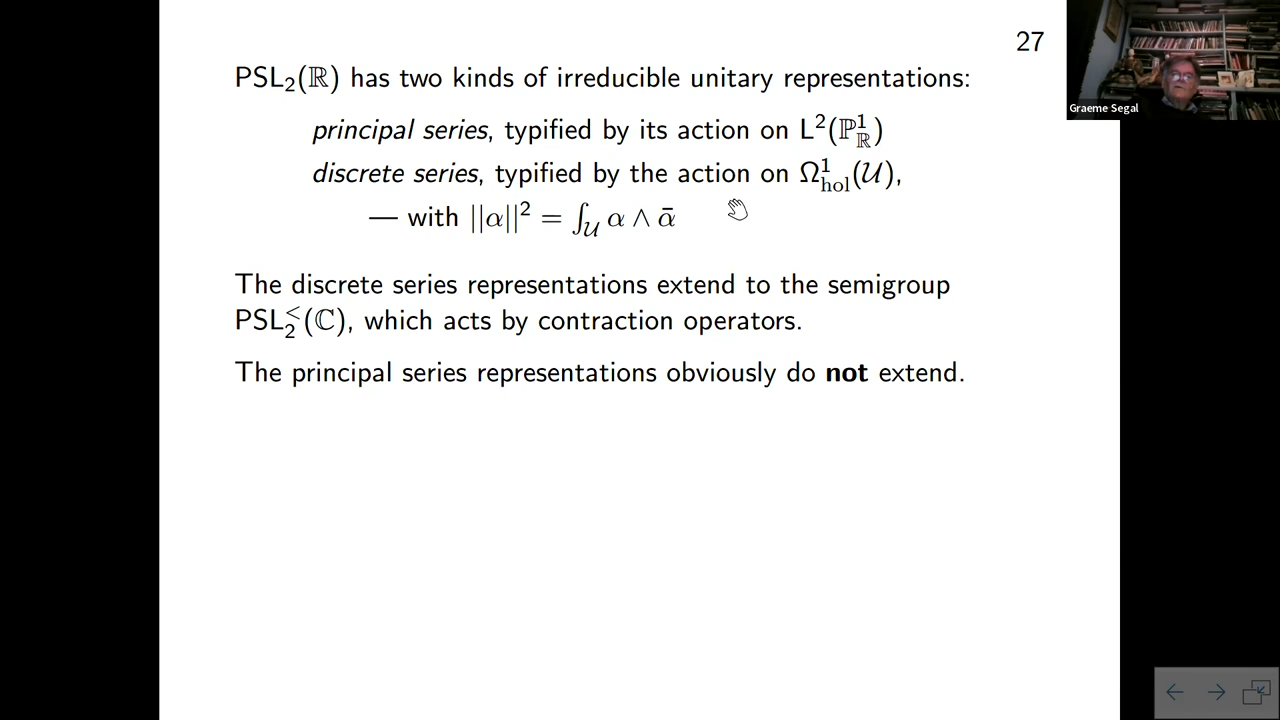 27
Graeme Segal
PSL₂(ℝ) has two kinds of irreducible unitary representations:
principal series, typified by its action on L²(ℙ¹_ℝ)
discrete series, typified by the action on Ω¹_hol(𝒰),
— with ||α||² = ∫_𝒰 α ∧ ᾱ
The discrete series representations extend to the semigroup
PSL₂^<(ℂ), which acts by contraction operators.
The principal series representations obviously do not extend.